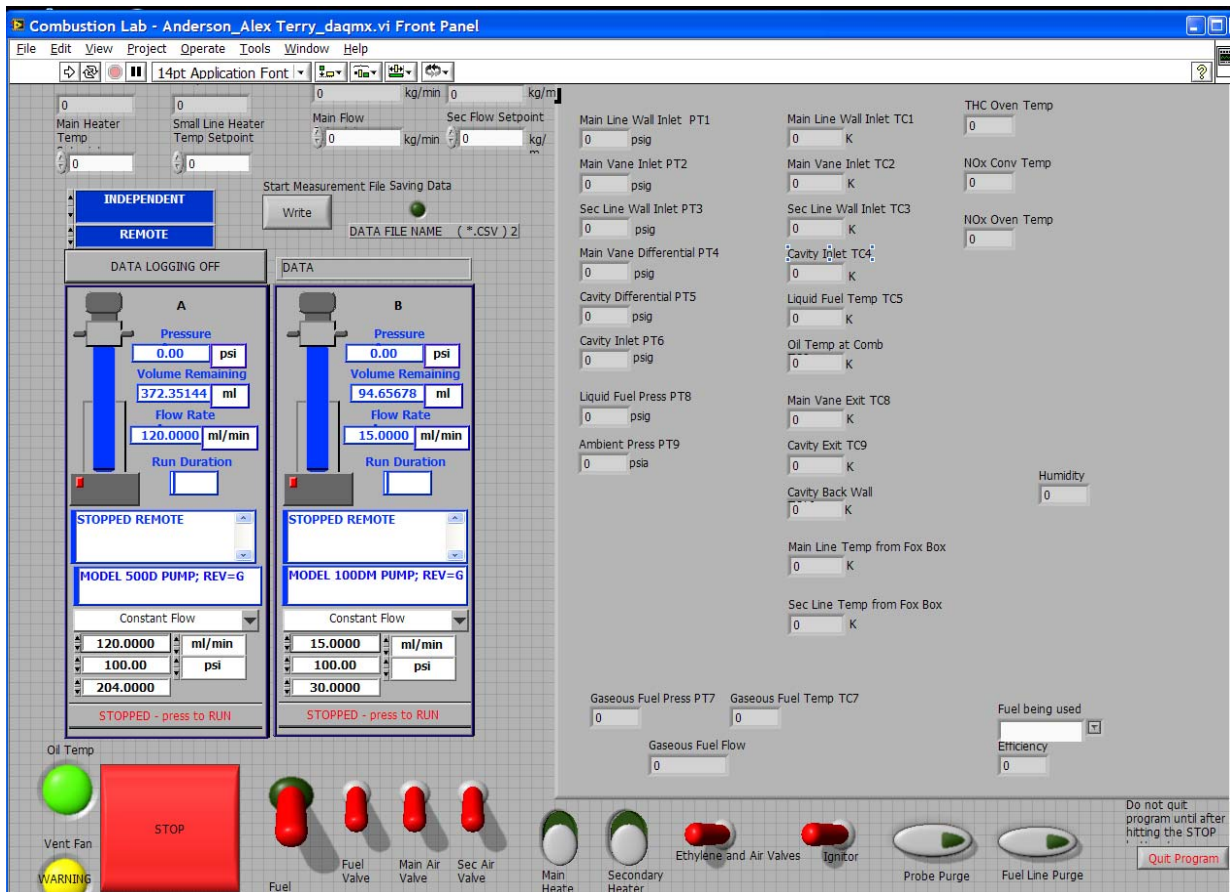 Combustion Lab - Anderson_Alex Terry_daqmx.vi Front Panel
File Edit View Project Operate Tools Window Help
14pt Application Font
?
0 0 0 kg/min 0 kg/m
Main Heater Temp
Small Line Heater Temp Setpoint
Main Flow
Sec Flow Setpoint
0 0 0 kg/min 0 kg/
INDEPENDENT
REMOTE
Start Measurement File Saving Data
Write
DATA FILE NAME ( *.CSV ) 2
DATA LOGGING OFF
DATA
A
Pressure
0.00 psi
Volume Remaining
372.35144 ml
Flow Rate
120.0000 ml/min
Run Duration
STOPPED REMOTE
MODEL 500D PUMP; REV=G
Constant Flow
120.0000 ml/min
100.00 psi
204.0000
STOPPED - press to RUN
B
Pressure
0.00 psi
Volume Remaining
94.65678 ml
Flow Rate
15.0000 ml/min
Run Duration
STOPPED REMOTE
MODEL 100DM PUMP; REV=G
Constant Flow
15.0000 ml/min
100.00 psi
30.0000
STOPPED - press to RUN
Main Line Wall Inlet PT1
0 psig
Main Vane Inlet PT2
0 psig
Sec Line Wall Inlet PT3
0 psig
Main Vane Differential PT4
0 psig
Cavity Differential PT5
0 psig
Cavity Inlet PT6
0 psig
Liquid Fuel Press PT8
0 psig
Ambient Press PT9
0 psia
Main Line Wall Inlet TC1
0 K
Main Vane Inlet TC2
0 K
Sec Line Wall Inlet TC3
0 K
Cavity Inlet TC4
0 K
Liquid Fuel Temp TC5
0 K
Oil Temp at Comb
0 K
Main Vane Exit TC8
0 K
Cavity Exit TC9
0 K
Cavity Back Wall
0 K
Main Line Temp from Fox Box
0 K
Sec Line Temp from Fox Box
0 K
THC Oven Temp
0
NOx Conv Temp
0
NOx Oven Temp
0
Humidity
0
Gaseous Fuel Press PT7
0
Gaseous Fuel Temp TC7
0
Gaseous Fuel Flow
0
Fuel being used
Efficiency
0
Oil Temp
Vent Fan
WARNING
STOP
Fuel
Fuel Valve
Main Air Valve
Sec Air Valve
Main Heate
Secondary Heater
Ethylene and Air Valves
Ignitor
Probe Purge
Fuel Line Purge
Do not quit
program until after
hitting the STOP
Quit Program